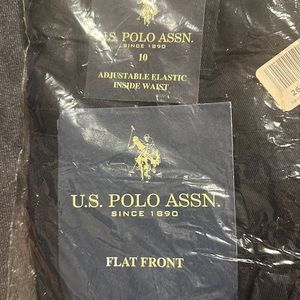 U.S. POLO ASSN.
SINCE 1890
10
ADJUSTABLE ELASTIC
INSIDE WAIST
U.S. POLO ASSN.
SINCE 1890
FLAT FRONT